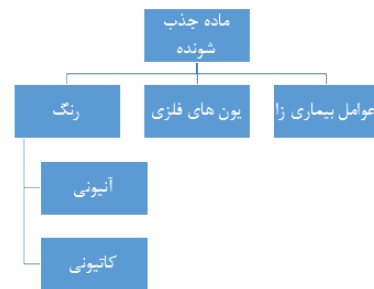 ماده جذب
شونده
عوامل بیماری زا
یون های فلزی
رنگ
آنیونی
کاتیونی